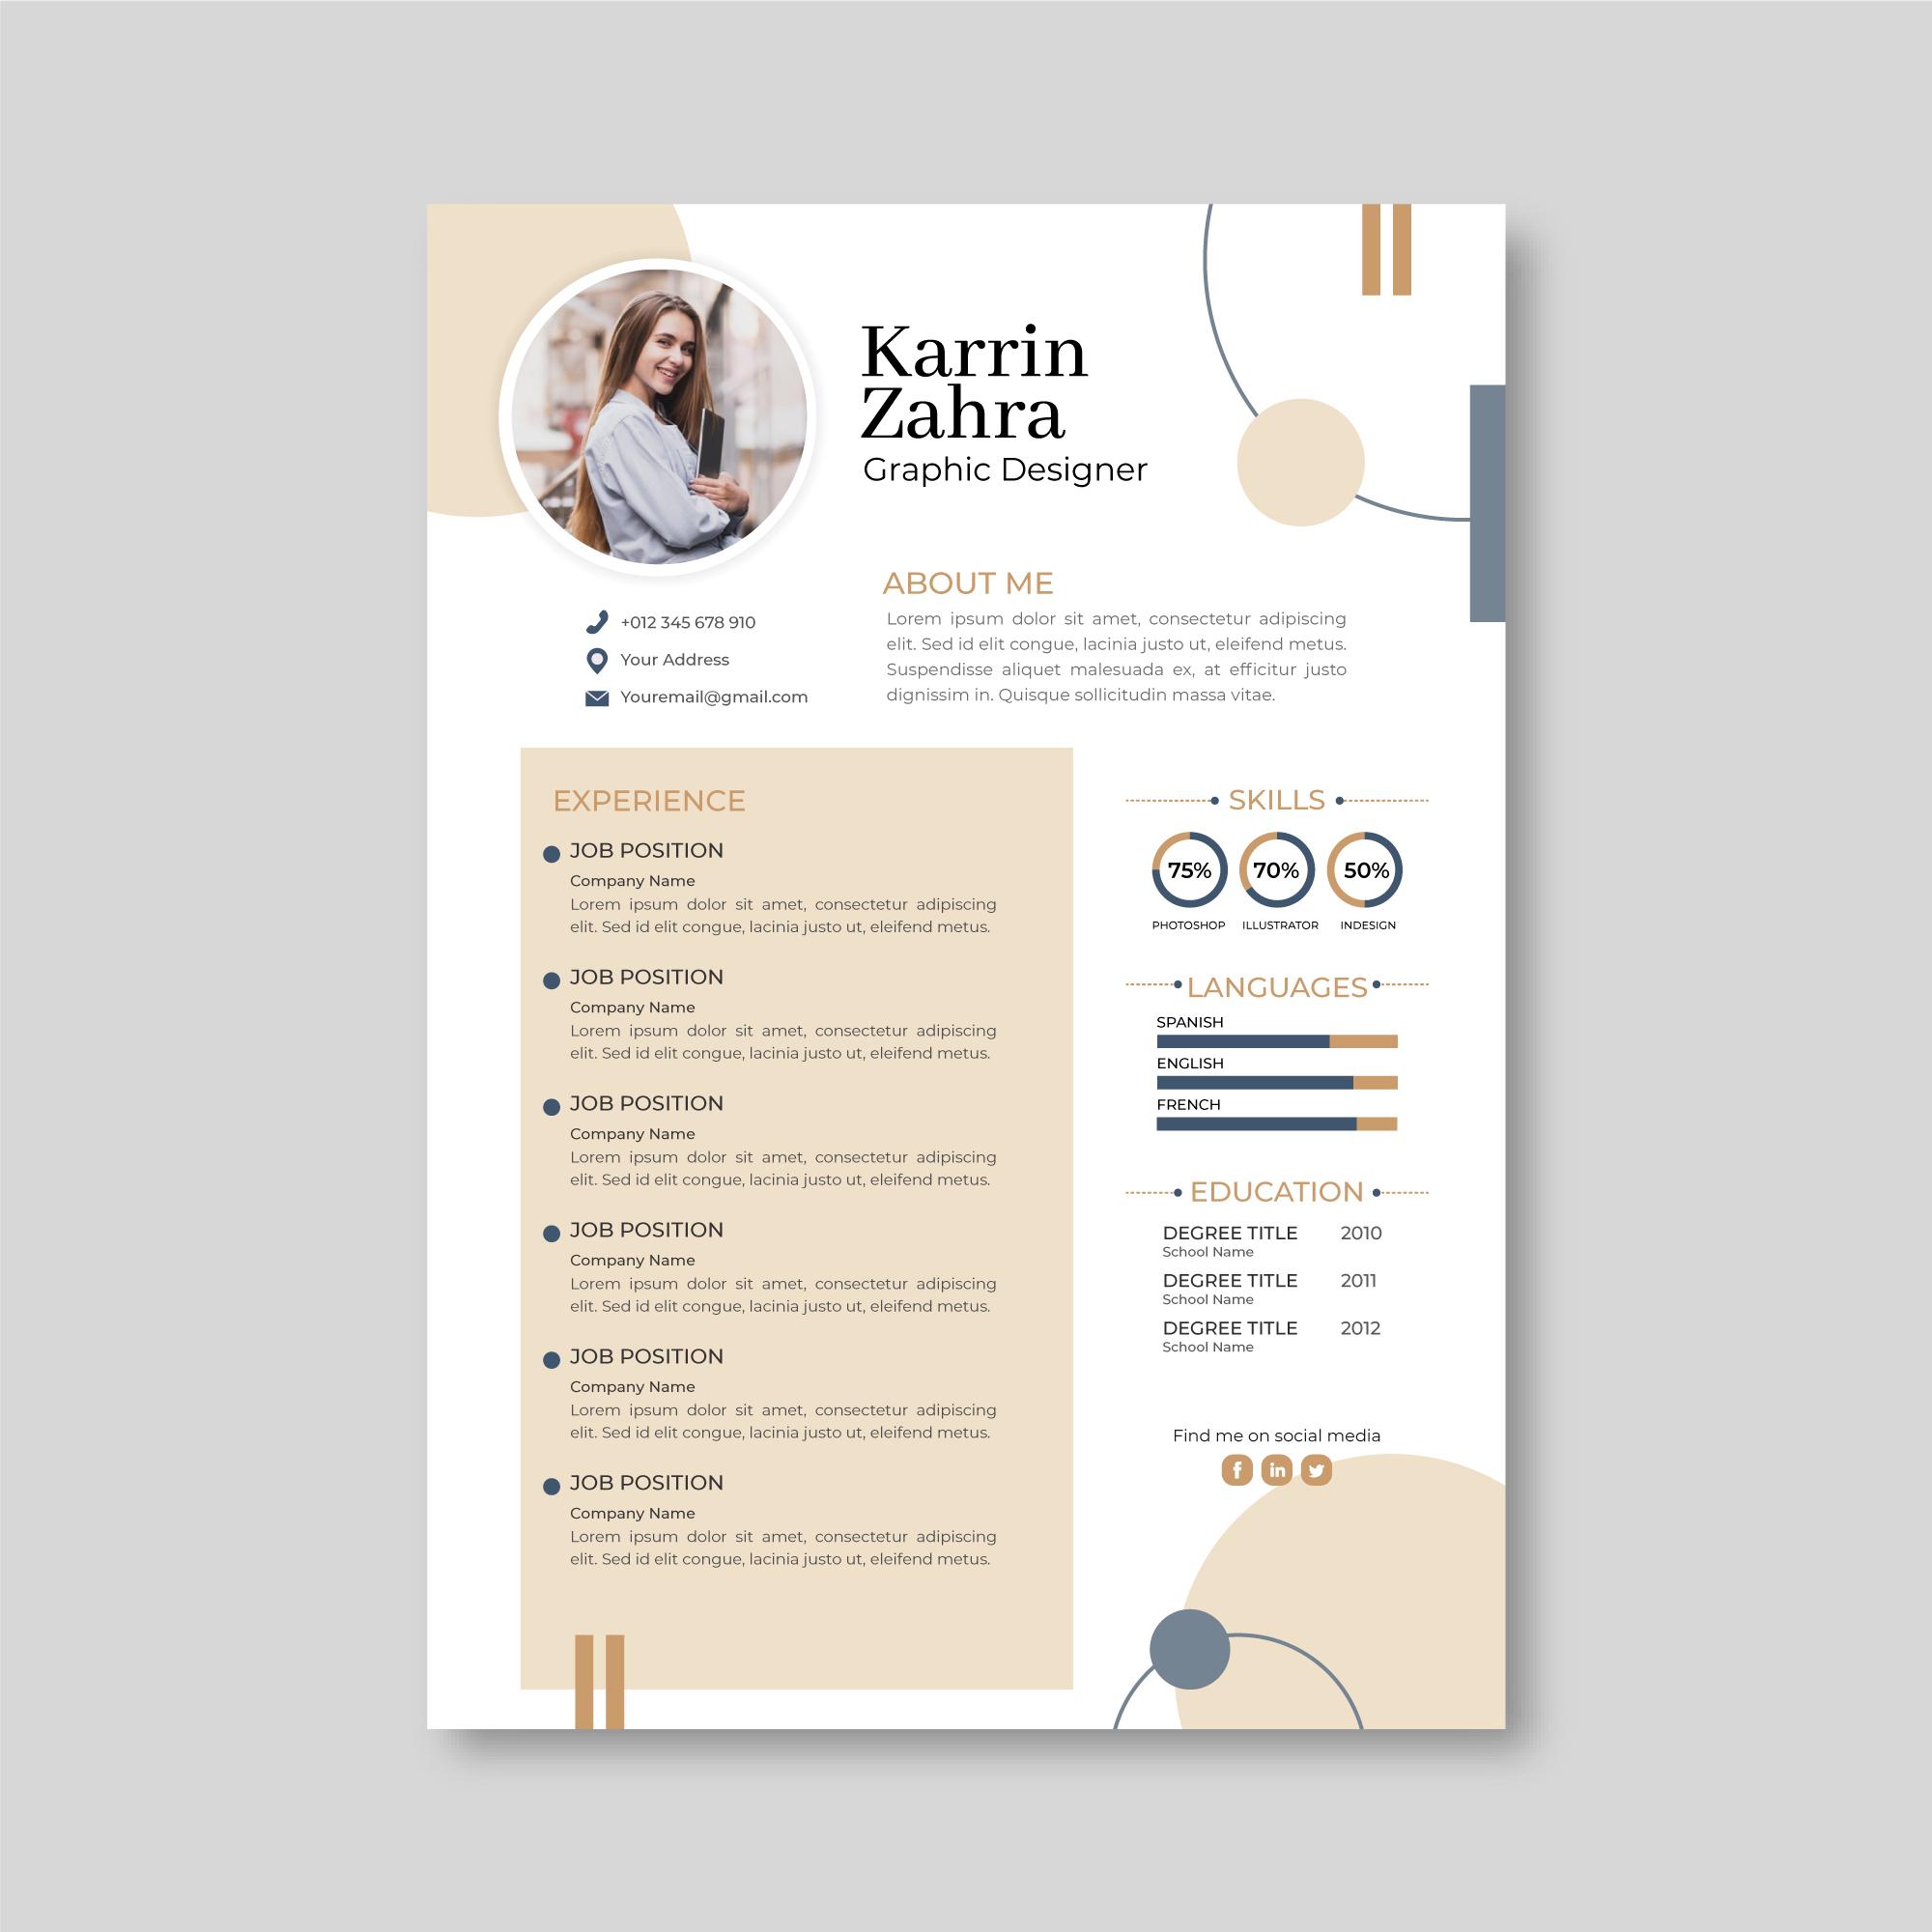 Karrin
Zahra
Graphic Designer
+012 345 678 910
Your Address
Youremail@gmail.com
ABOUT ME
Lorem ipsum dolor sit amet, consectetur adipiscing
elit. Sed id elit congue, lacinia justo ut, eleifend metus.
Suspendisse aliquet malesuada ex, at efficitur justo
dignissim in. Quisque sollicitudin massa vitae.
EXPERIENCE
JOB POSITION
Company Name
Lorem ipsum dolor sit amet, consectetur adipiscing
elit. Sed id elit congue, lacinia justo ut, eleifend metus.
JOB POSITION
Company Name
Lorem ipsum dolor sit amet, consectetur adipiscing
elit. Sed id elit congue, lacinia justo ut, eleifend metus.
JOB POSITION
Company Name
Lorem ipsum dolor sit amet, consectetur adipiscing
elit. Sed id elit congue, lacinia justo ut, eleifend metus.
JOB POSITION
Company Name
Lorem ipsum dolor sit amet, consectetur adipiscing
elit. Sed id elit congue, lacinia justo ut, eleifend metus.
JOB POSITION
Company Name
Lorem ipsum dolor sit amet, consectetur adipiscing
elit. Sed id elit congue, lacinia justo ut, eleifend metus.
JOB POSITION
Company Name
Lorem ipsum dolor sit amet, consectetur adipiscing
elit. Sed id elit congue, lacinia justo ut, eleifend metus.
SKILLS
75% 70% 50%
PHOTOSHOP ILLUSTRATOR INDESIGN
LANGUAGES
SPANISH
ENGLISH
FRENCH
EDUCATION
DEGREE TITLE 2010
School Name
DEGREE TITLE 2011
School Name
DEGREE TITLE 2012
School Name
Find me on social media
f in